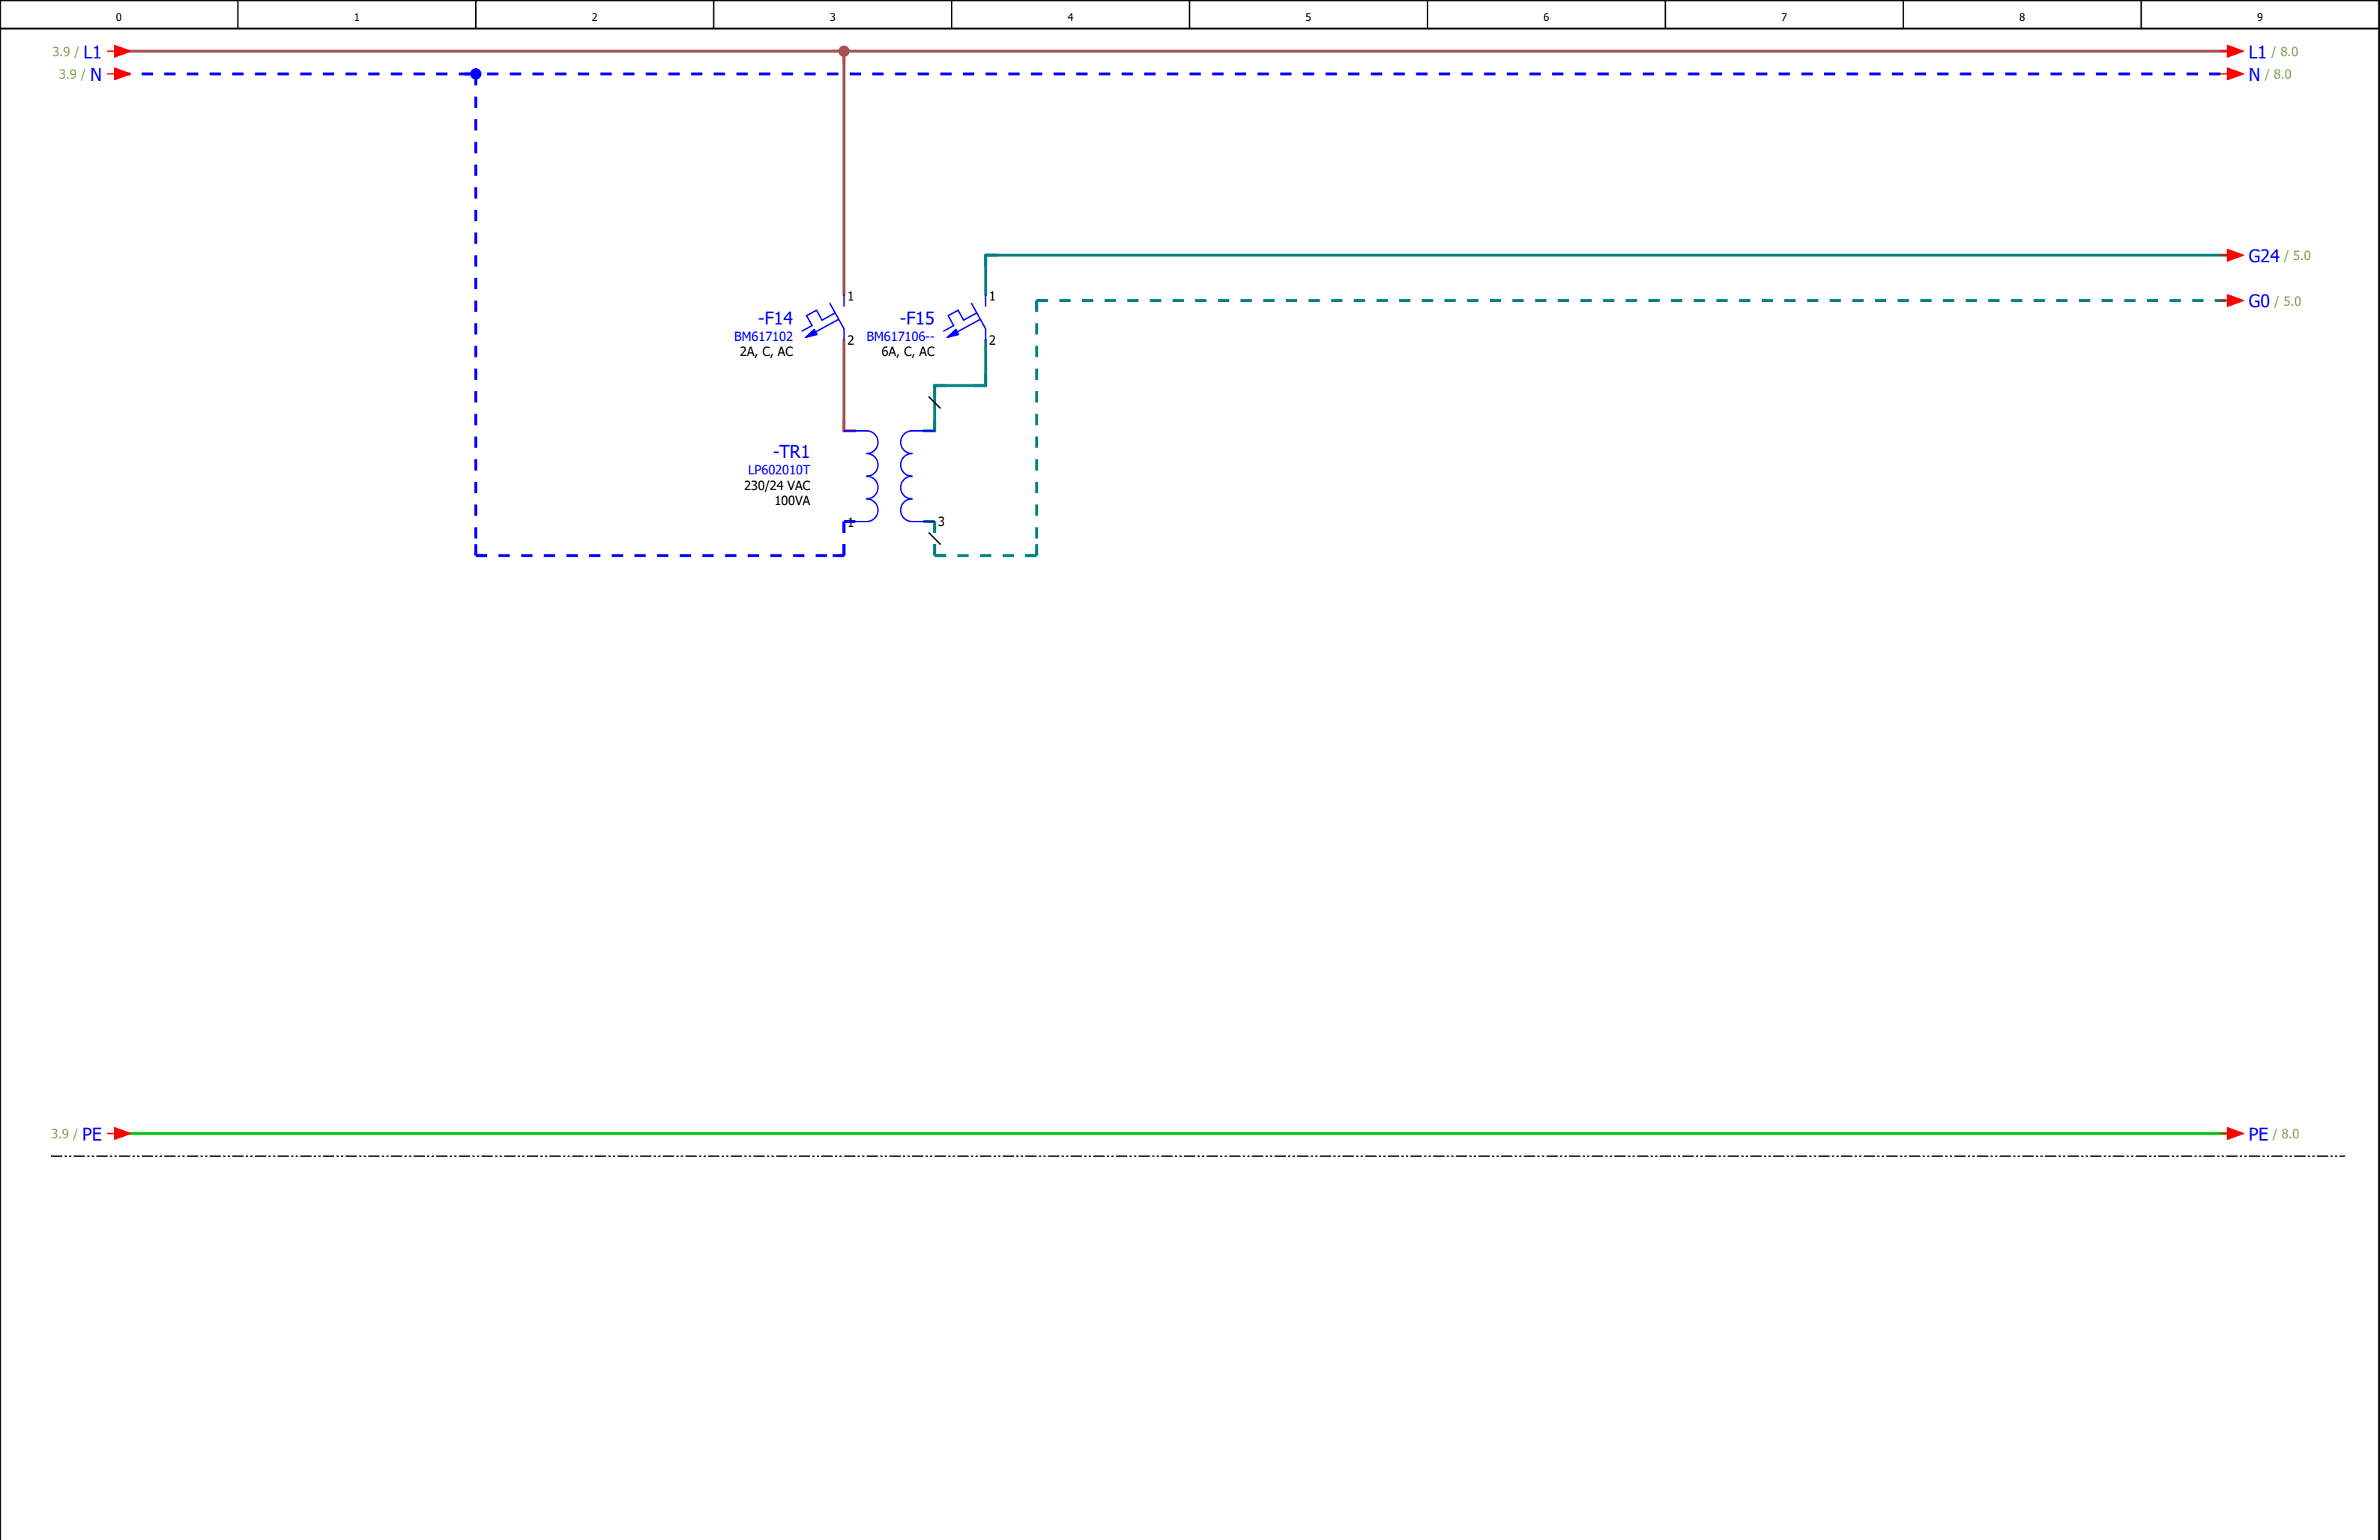 0 1 2 3 4 5 6 7 8 9
3.9 / L1
L1 / 8.0
3.9 / N
N / 8.0
G24 / 5.0
G0 / 5.0
1
-F14
BM617102
2A, C, AC
2
1
-F15
BM617106--
6A, C, AC
2
-TR1
LP602010T
230/24 VAC
100VA
1
3
3.9 / PE
PE / 8.0